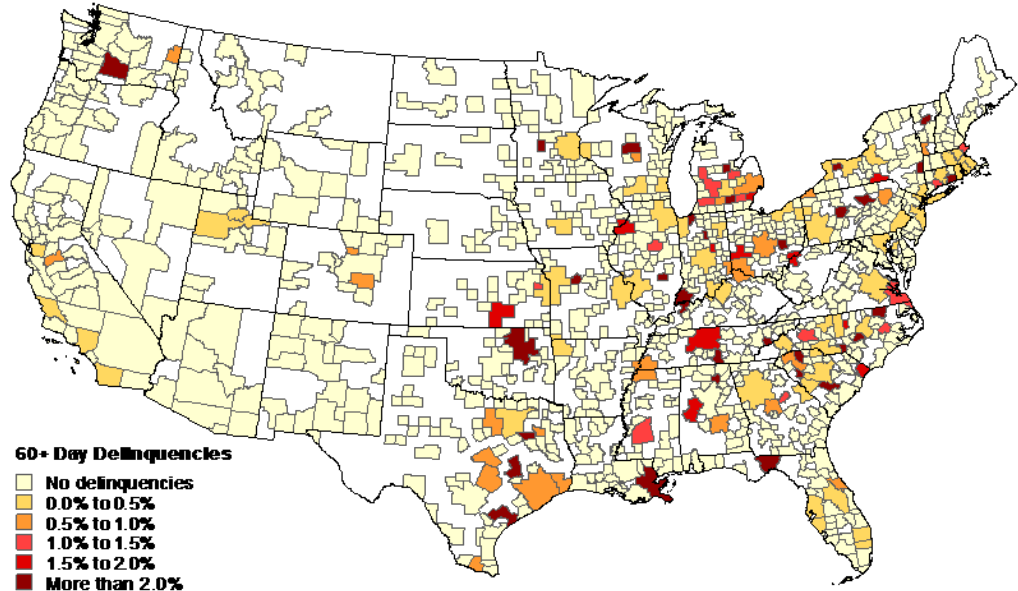 60+ Day Delinquencies
No delinquencies
0.0% to 0.5%
0.5% to 1.0%
1.0% to 1.5%
1.5% to 2.0%
More than 2.0%